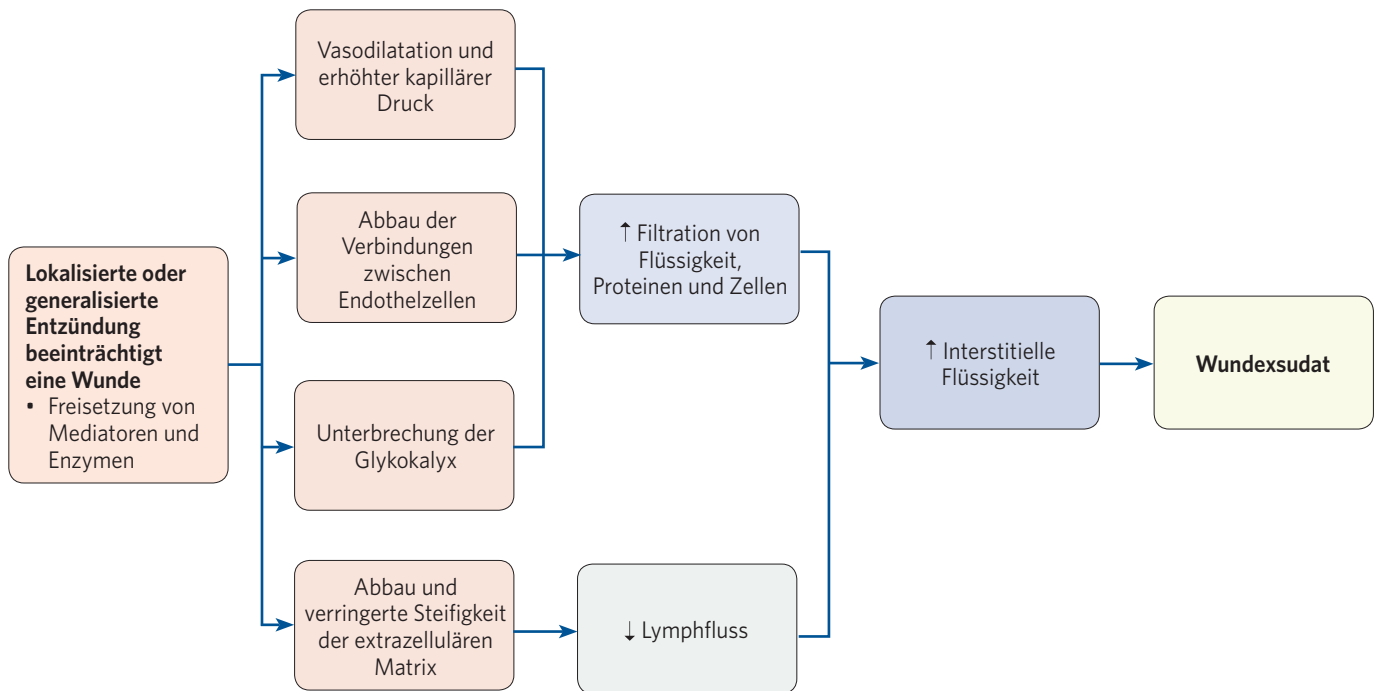 Vasodilatation und
erhöhter kapillärer
Druck
Abbau der
Verbindungen
zwischen
Endothelzellen
↑ Filtration von
Flüssigkeit,
Proteinen und Zellen
Lokalisierte oder
generalisierte
Entzündung
beeinträchtigt
eine Wunde
• Freisetzung von
Mediatoren und
Enzymen
↑ Interstitielle
Flüssigkeit
Wundexsudat
Unterbrechung der
Glykokalyx
Abbau und
verringerte Steifigkeit
der extrazellulären
Matrix
↓ Lymphfluss